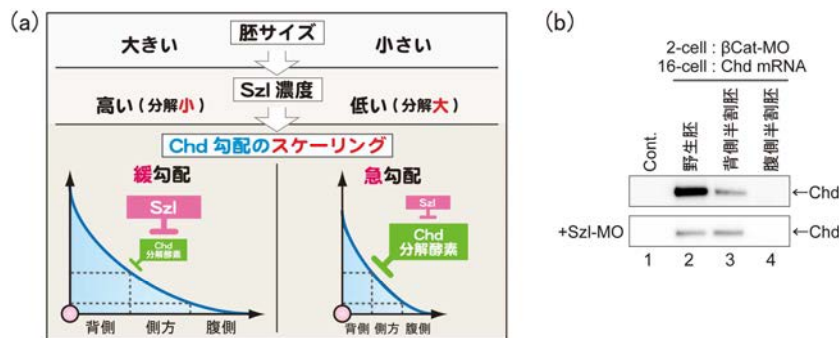 (a)
胚サイズ
大きい
小さい
Szl 濃度
高い(分解小)
低い(分解大)
Chd 勾配のスケーリング
緩勾配
急勾配
Szl
Chd
分解酵素
Szl
Chd
分解酵素
背側 側方 腹側
背側 側方 腹側
(b)
2-cell : βCat-MO
16-cell : Chd mRNA
Cont.
野生胚
背側半割胚
腹側半割胚
←Chd
+Szl-MO
←Chd
1 2 3 4